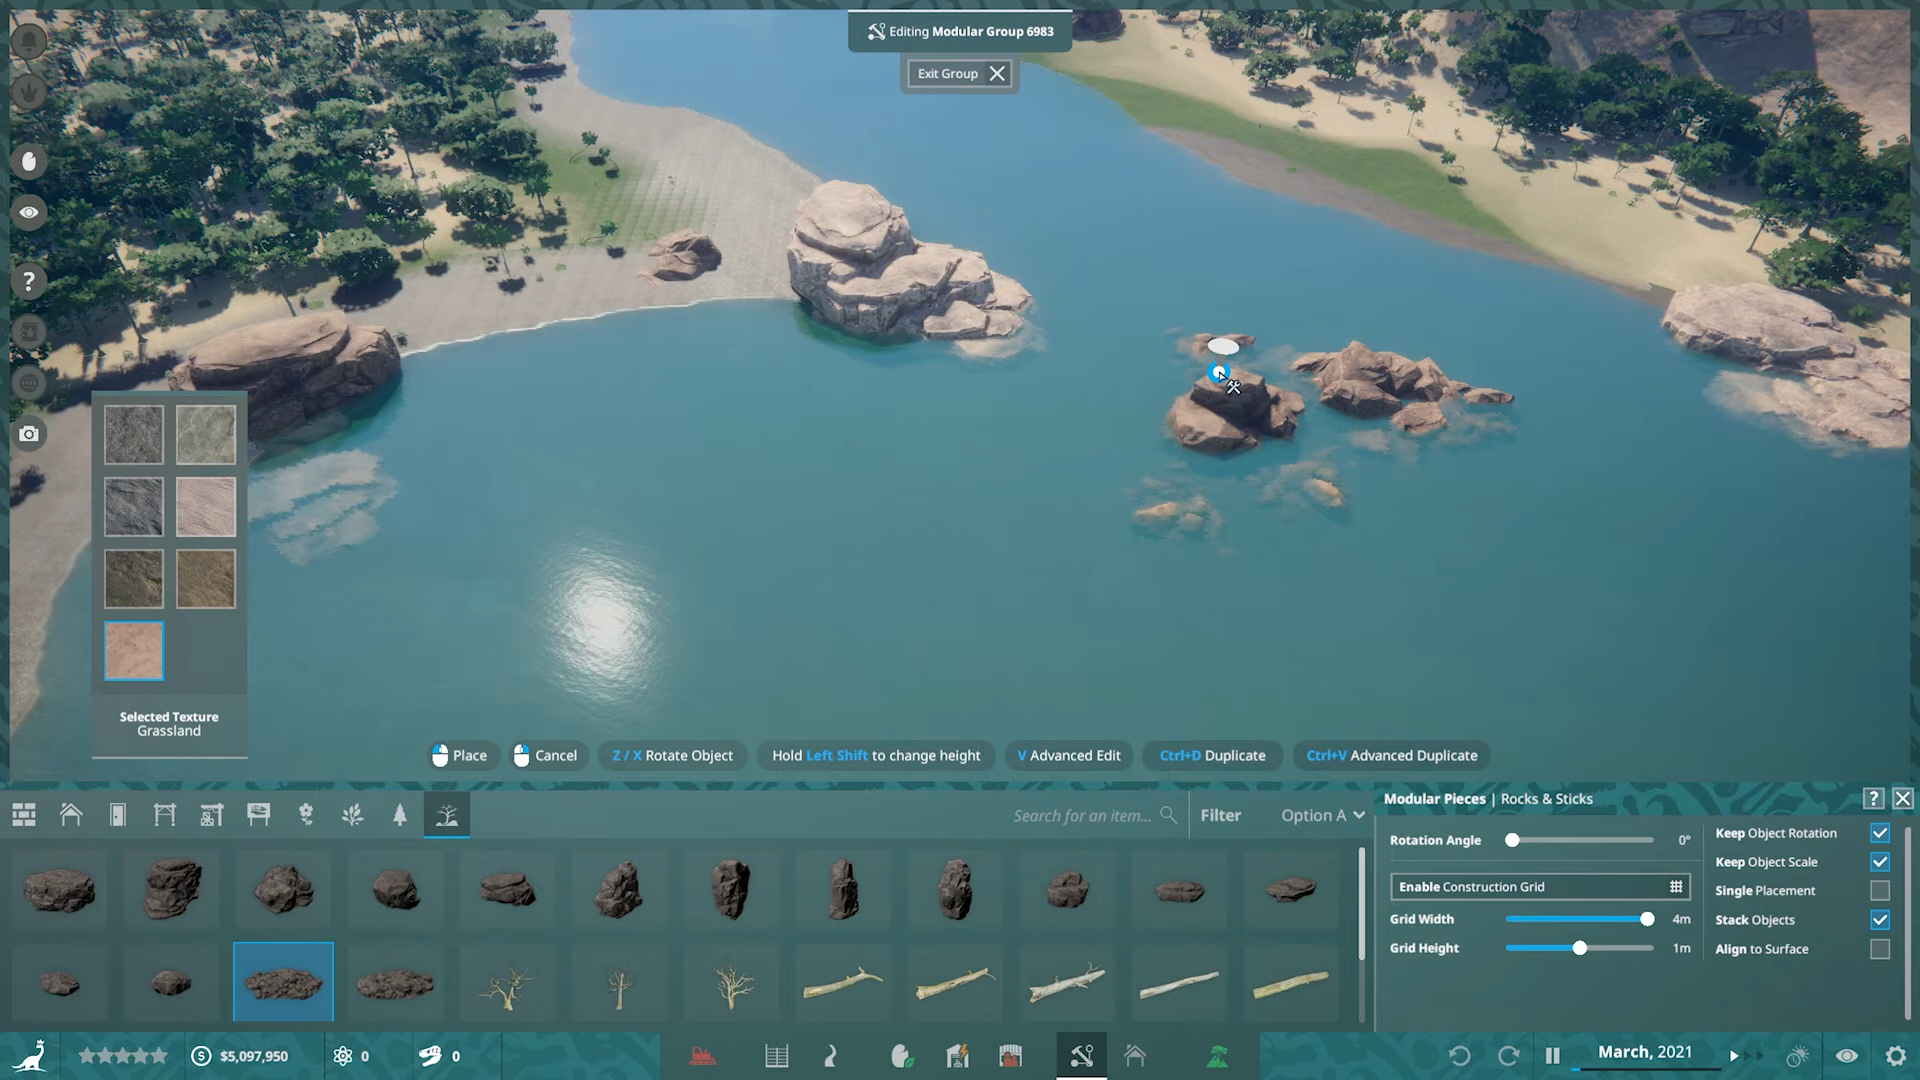 Editing Modular Group 6983
Exit Group
?
Selected Texture
Grassland
Place
Cancel
Z / X Rotate Object
Hold Left Shift to change height
V Advanced Edit
Ctrl+D Duplicate
Ctrl+V Advanced Duplicate
Search for an item...
Filter
Option A
Modular Pieces | Rocks & Sticks
?
Rotation Angle
0°
Enable Construction Grid
Grid Width
4m
Grid Height
1m
Keep Object Rotation
Keep Object Scale
Single Placement
Stack Objects
Align to Surface
$5,097,950
0
0
March, 2021